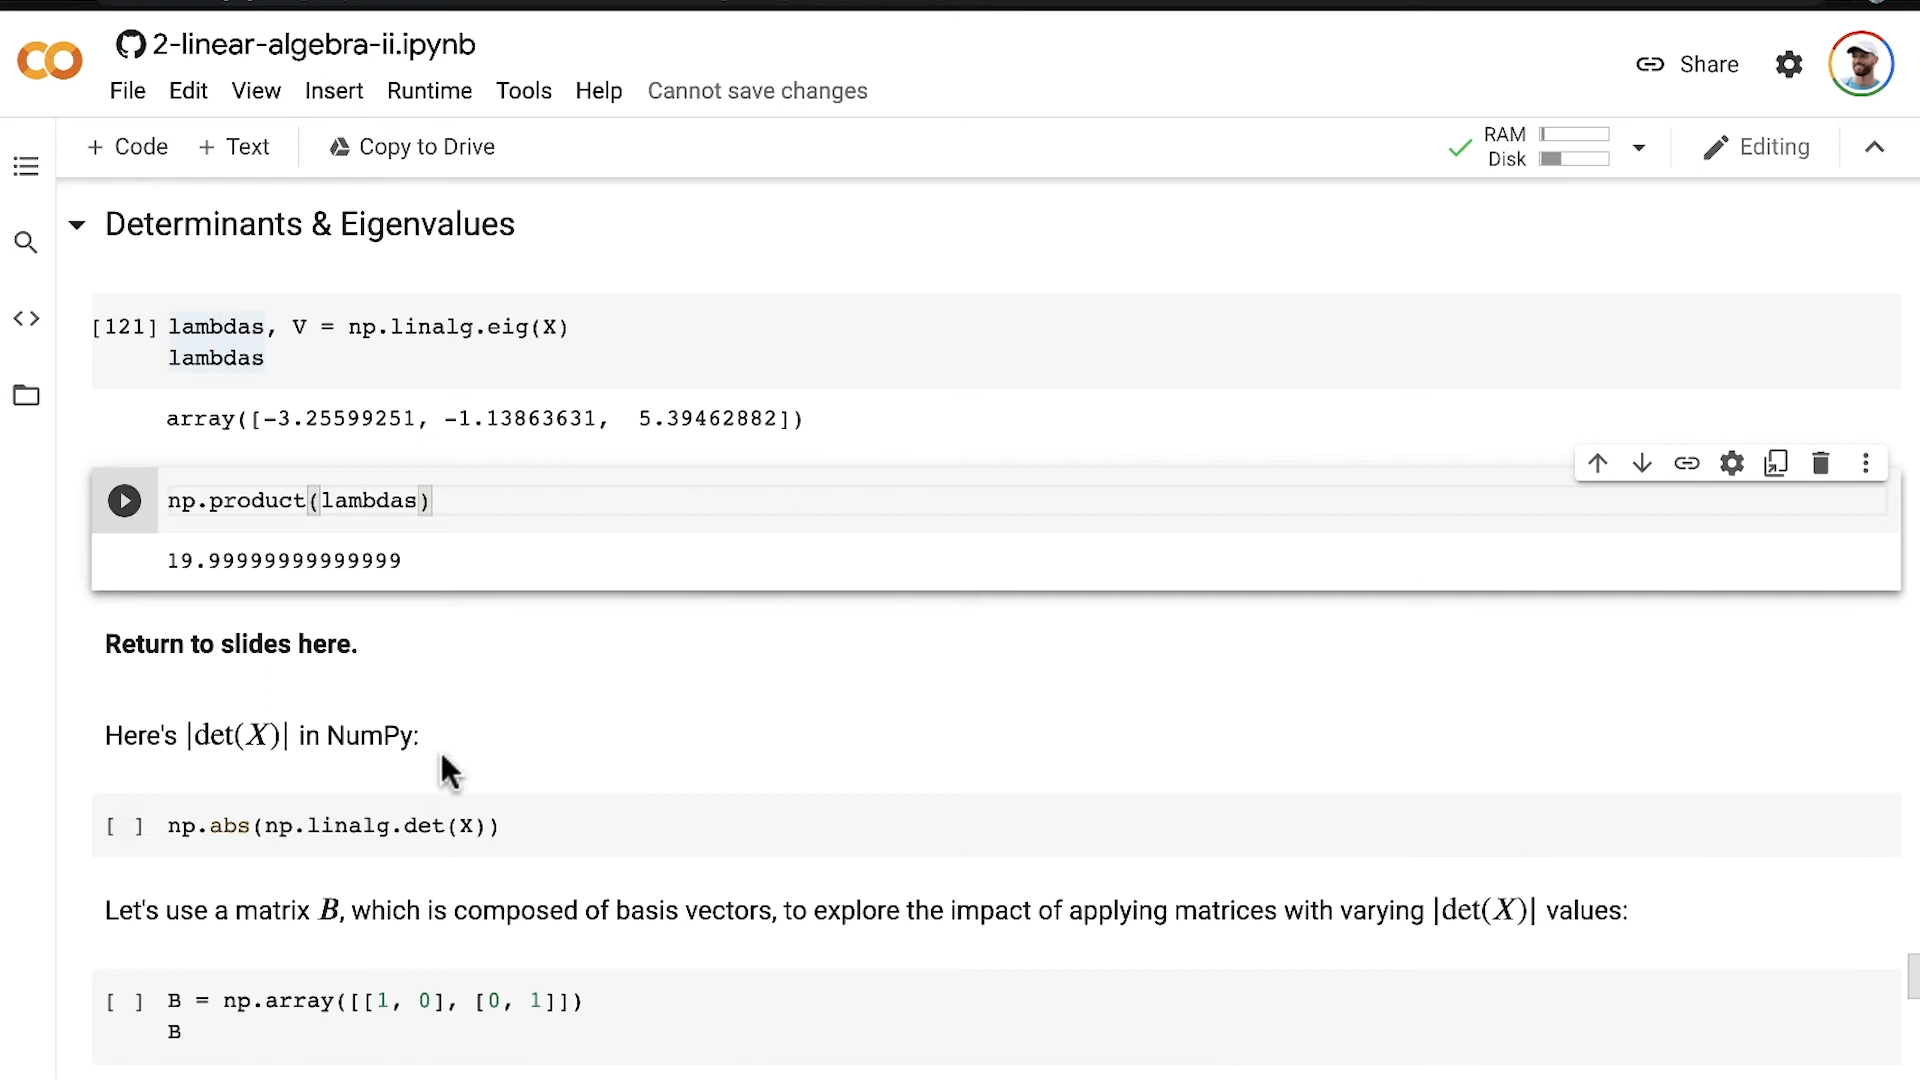 2-linear-algebra-ii.ipynb
Share
File Edit View Insert Runtime Tools Help Cannot save changes
+ Code + Text Copy to Drive
RAM
Disk
Editing
Determinants & Eigenvalues
[121] lambdas, V = np.linalg.eig(X)
lambdas
array([-3.25599251, -1.13863631,  5.39462882])
np.product(lambdas)
19.99999999999999
Return to slides here.
Here's |det(X)| in NumPy:
[ ] np.abs(np.linalg.det(X))
Let's use a matrix B, which is composed of basis vectors, to explore the impact of applying matrices with varying |det(X)| values:
[ ] B = np.array([[1, 0], [0, 1]])
B